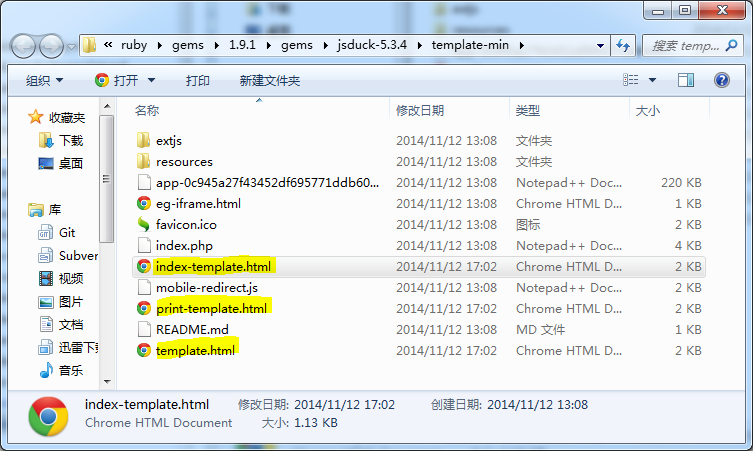 « ruby ▸ gems ▸ 1.9.1 ▸ gems ▸ jsduck-5.3.4 ▸ template-min ▸
搜索 temp...
组织 打开 打印 新建文件夹
名称 修改日期 类型 大小
收藏夹
下载
桌面
库
Git
Subver
视频
图片
文档
迅雷下载
音乐
extjs 2014/11/12 13:08 文件夹
resources 2014/11/12 13:08 文件夹
app-0c945a27f43452df695771ddb60... 2014/11/12 13:08 Notepad++ Doc... 220 KB
eg-iframe.html 2014/11/12 13:08 Chrome HTML D... 1 KB
favicon.ico 2014/11/12 13:08 图标 2 KB
index.php 2014/11/12 13:08 Notepad++ Doc... 4 KB
index-template.html 2014/11/12 17:02 Chrome HTML D... 2 KB
mobile-redirect.js 2014/11/12 13:08 Notepad++ Doc... 2 KB
print-template.html 2014/11/12 17:02 Chrome HTML D... 2 KB
README.md 2014/11/12 13:08 MD 文件 1 KB
template.html 2014/11/12 17:02 Chrome HTML D... 2 KB
index-template.html 修改日期: 2014/11/12 17:02 创建日期: 2014/11/12 13:08
Chrome HTML Document 大小: 1.13 KB